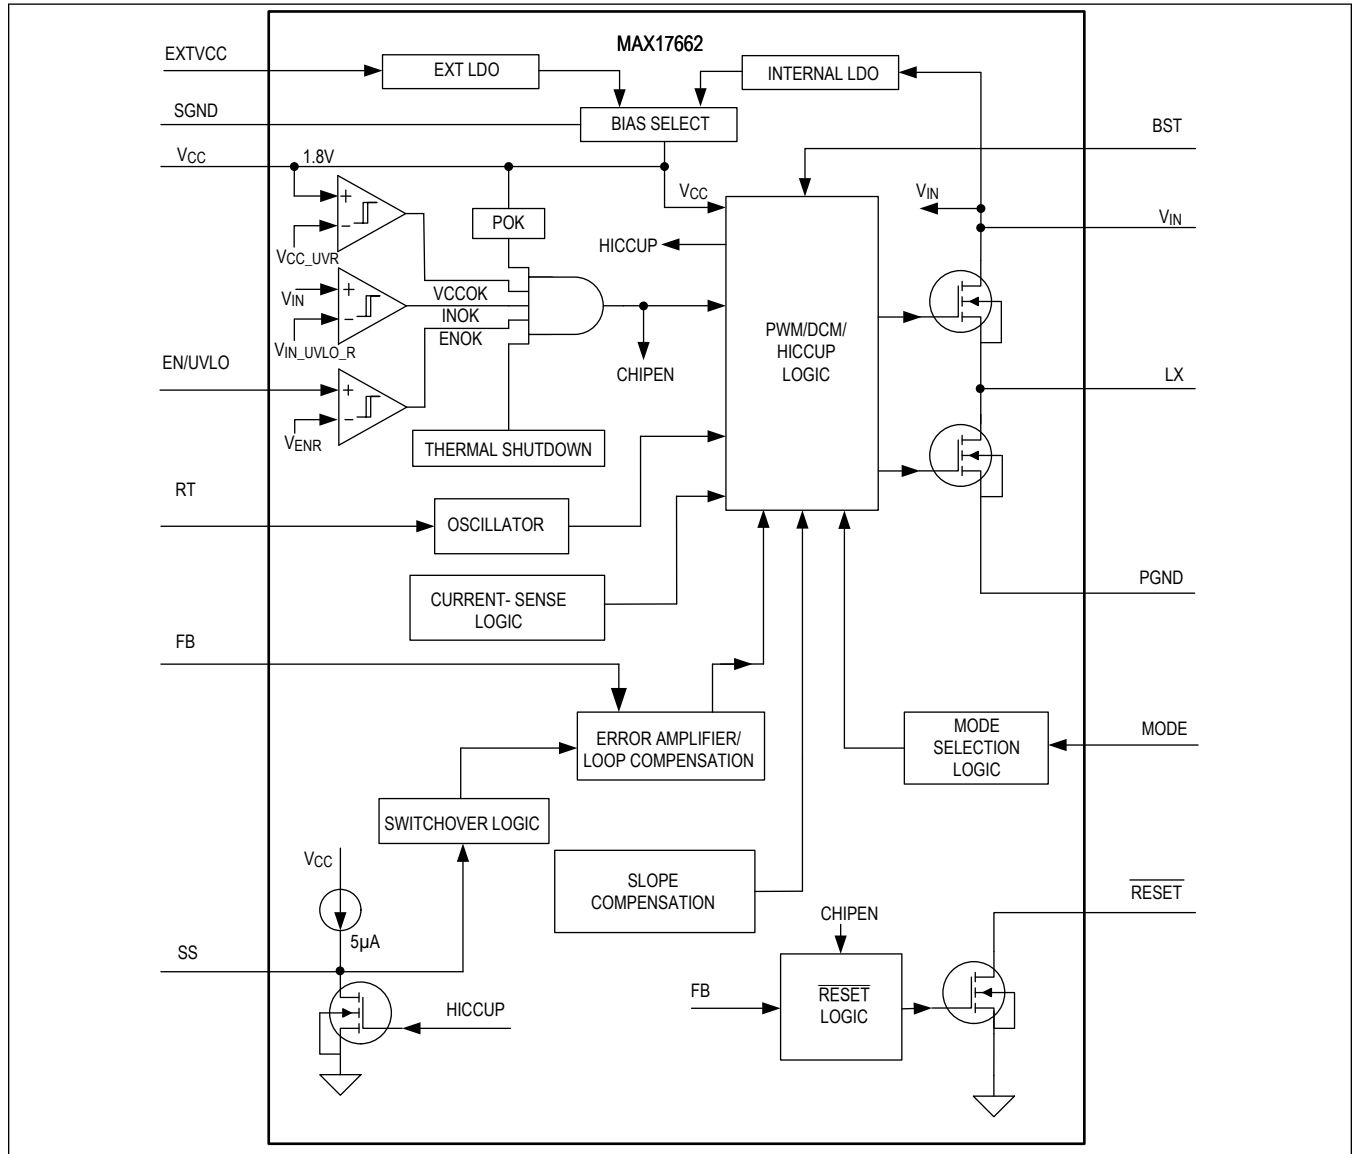 MAX17662
EXTVCC
EXT LDO
INTERNAL LDO
SGND
BIAS SELECT
BST
VCC
1.8V
VCC
VIN
VIN
POK
HICCUP
VCC_UVR
VIN
VCCOK
INOK
ENOK
VIN_UVLO_R
PWM/DCM/
HICCUP
LOGIC
EN/UVLO
CHIPEN
LX
VENR
THERMAL SHUTDOWN
RT
OSCILLATOR
PGND
CURRENT- SENSE
LOGIC
FB
ERROR AMPLIFIER/
LOOP COMPENSATION
MODE
SELECTION
LOGIC
MODE
SWITCHOVER LOGIC
VCC
SLOPE
COMPENSATION
RESET
CHIPEN
5µA
SS
FB
RESET
LOGIC
HICCUP